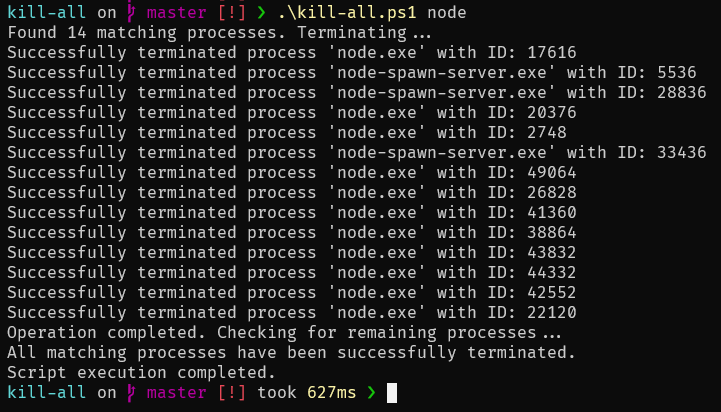 kill-all on master [!] ❯ .\kill-all.ps1 node
Found 14 matching processes. Terminating...
Successfully terminated process 'node.exe' with ID: 17616
Successfully terminated process 'node-spawn-server.exe' with ID: 5536
Successfully terminated process 'node-spawn-server.exe' with ID: 28836
Successfully terminated process 'node.exe' with ID: 20376
Successfully terminated process 'node.exe' with ID: 2748
Successfully terminated process 'node-spawn-server.exe' with ID: 33436
Successfully terminated process 'node.exe' with ID: 49064
Successfully terminated process 'node.exe' with ID: 26828
Successfully terminated process 'node.exe' with ID: 41360
Successfully terminated process 'node.exe' with ID: 38864
Successfully terminated process 'node.exe' with ID: 43832
Successfully terminated process 'node.exe' with ID: 44332
Successfully terminated process 'node.exe' with ID: 42552
Successfully terminated process 'node.exe' with ID: 22120
Operation completed. Checking for remaining processes...
All matching processes have been successfully terminated.
Script execution completed.
kill-all on master [!] took 627ms ❯